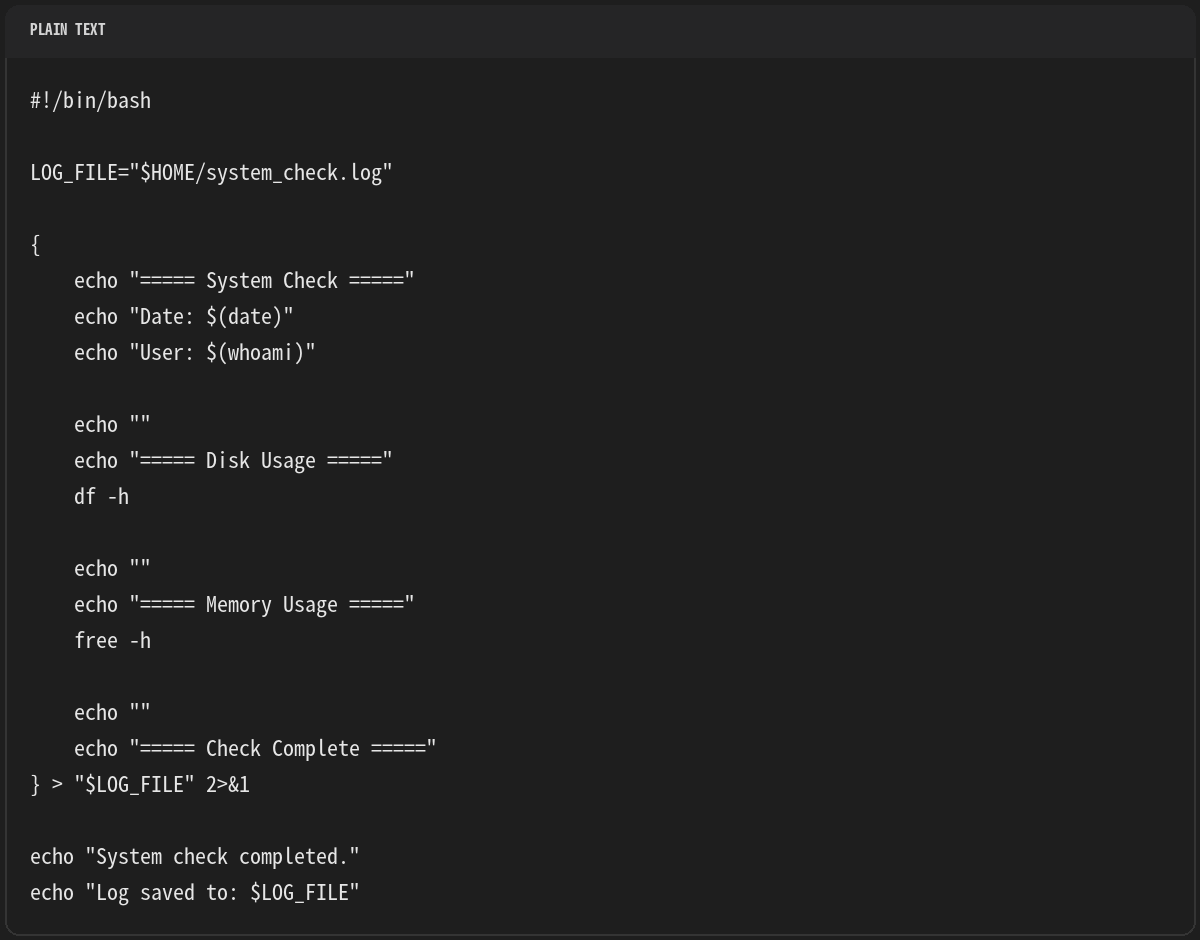 PLAIN TEXT
#!/bin/bash
LOG_FILE="$HOME/system_check.log"
{
    echo "===== System Check ====="
    echo "Date: $(date)"
    echo "User: $(whoami)"
    echo ""
    echo "===== Disk Usage ====="
    df -h
    echo ""
    echo "===== Memory Usage ====="
    free -h
    echo ""
    echo "===== Check Complete ====="
} > "$LOG_FILE" 2>&1
echo "System check completed."
echo "Log saved to: $LOG_FILE"